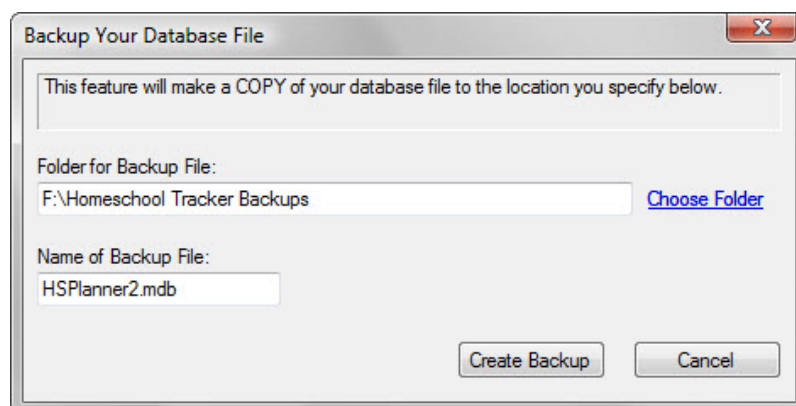 Backup Your Database File
This feature will make a COPY of your database file to the location you specify below.
Folder for Backup File:
F:\Homeschool Tracker Backups
Choose Folder
Name of Backup File:
HSPlanner2.mdb
Create Backup
Cancel